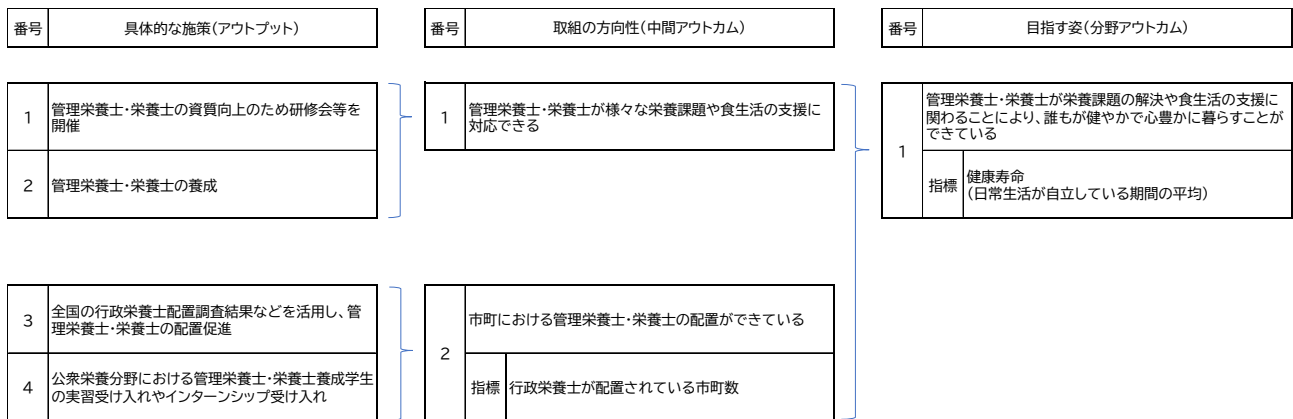 番号
具体的な施策(アウトプット)
番号
取組の方向性(中間アウトカム)
番号
目指す姿(分野アウトカム)
1
管理栄養士・栄養士の資質向上のため研修会等を
開催
2
管理栄養士・栄養士の養成
1
管理栄養士・栄養士が様々な栄養課題や食生活の支援に
対応できる
1
管理栄養士・栄養士が栄養課題の解決や食生活の支援に
関わることにより、誰もが健やかで心豊かに暮らすことが
できている
指標
健康寿命
(日常生活が自立している期間の平均)
3
全国の行政栄養士配置調査結果などを活用し、管
理栄養士・栄養士の配置促進
4
公衆栄養分野における管理栄養士・栄養士養成学生
の実習受け入れやインターンシップ受け入れ
2
市町における管理栄養士・栄養士の配置ができている
指標
行政栄養士が配置されている市町数